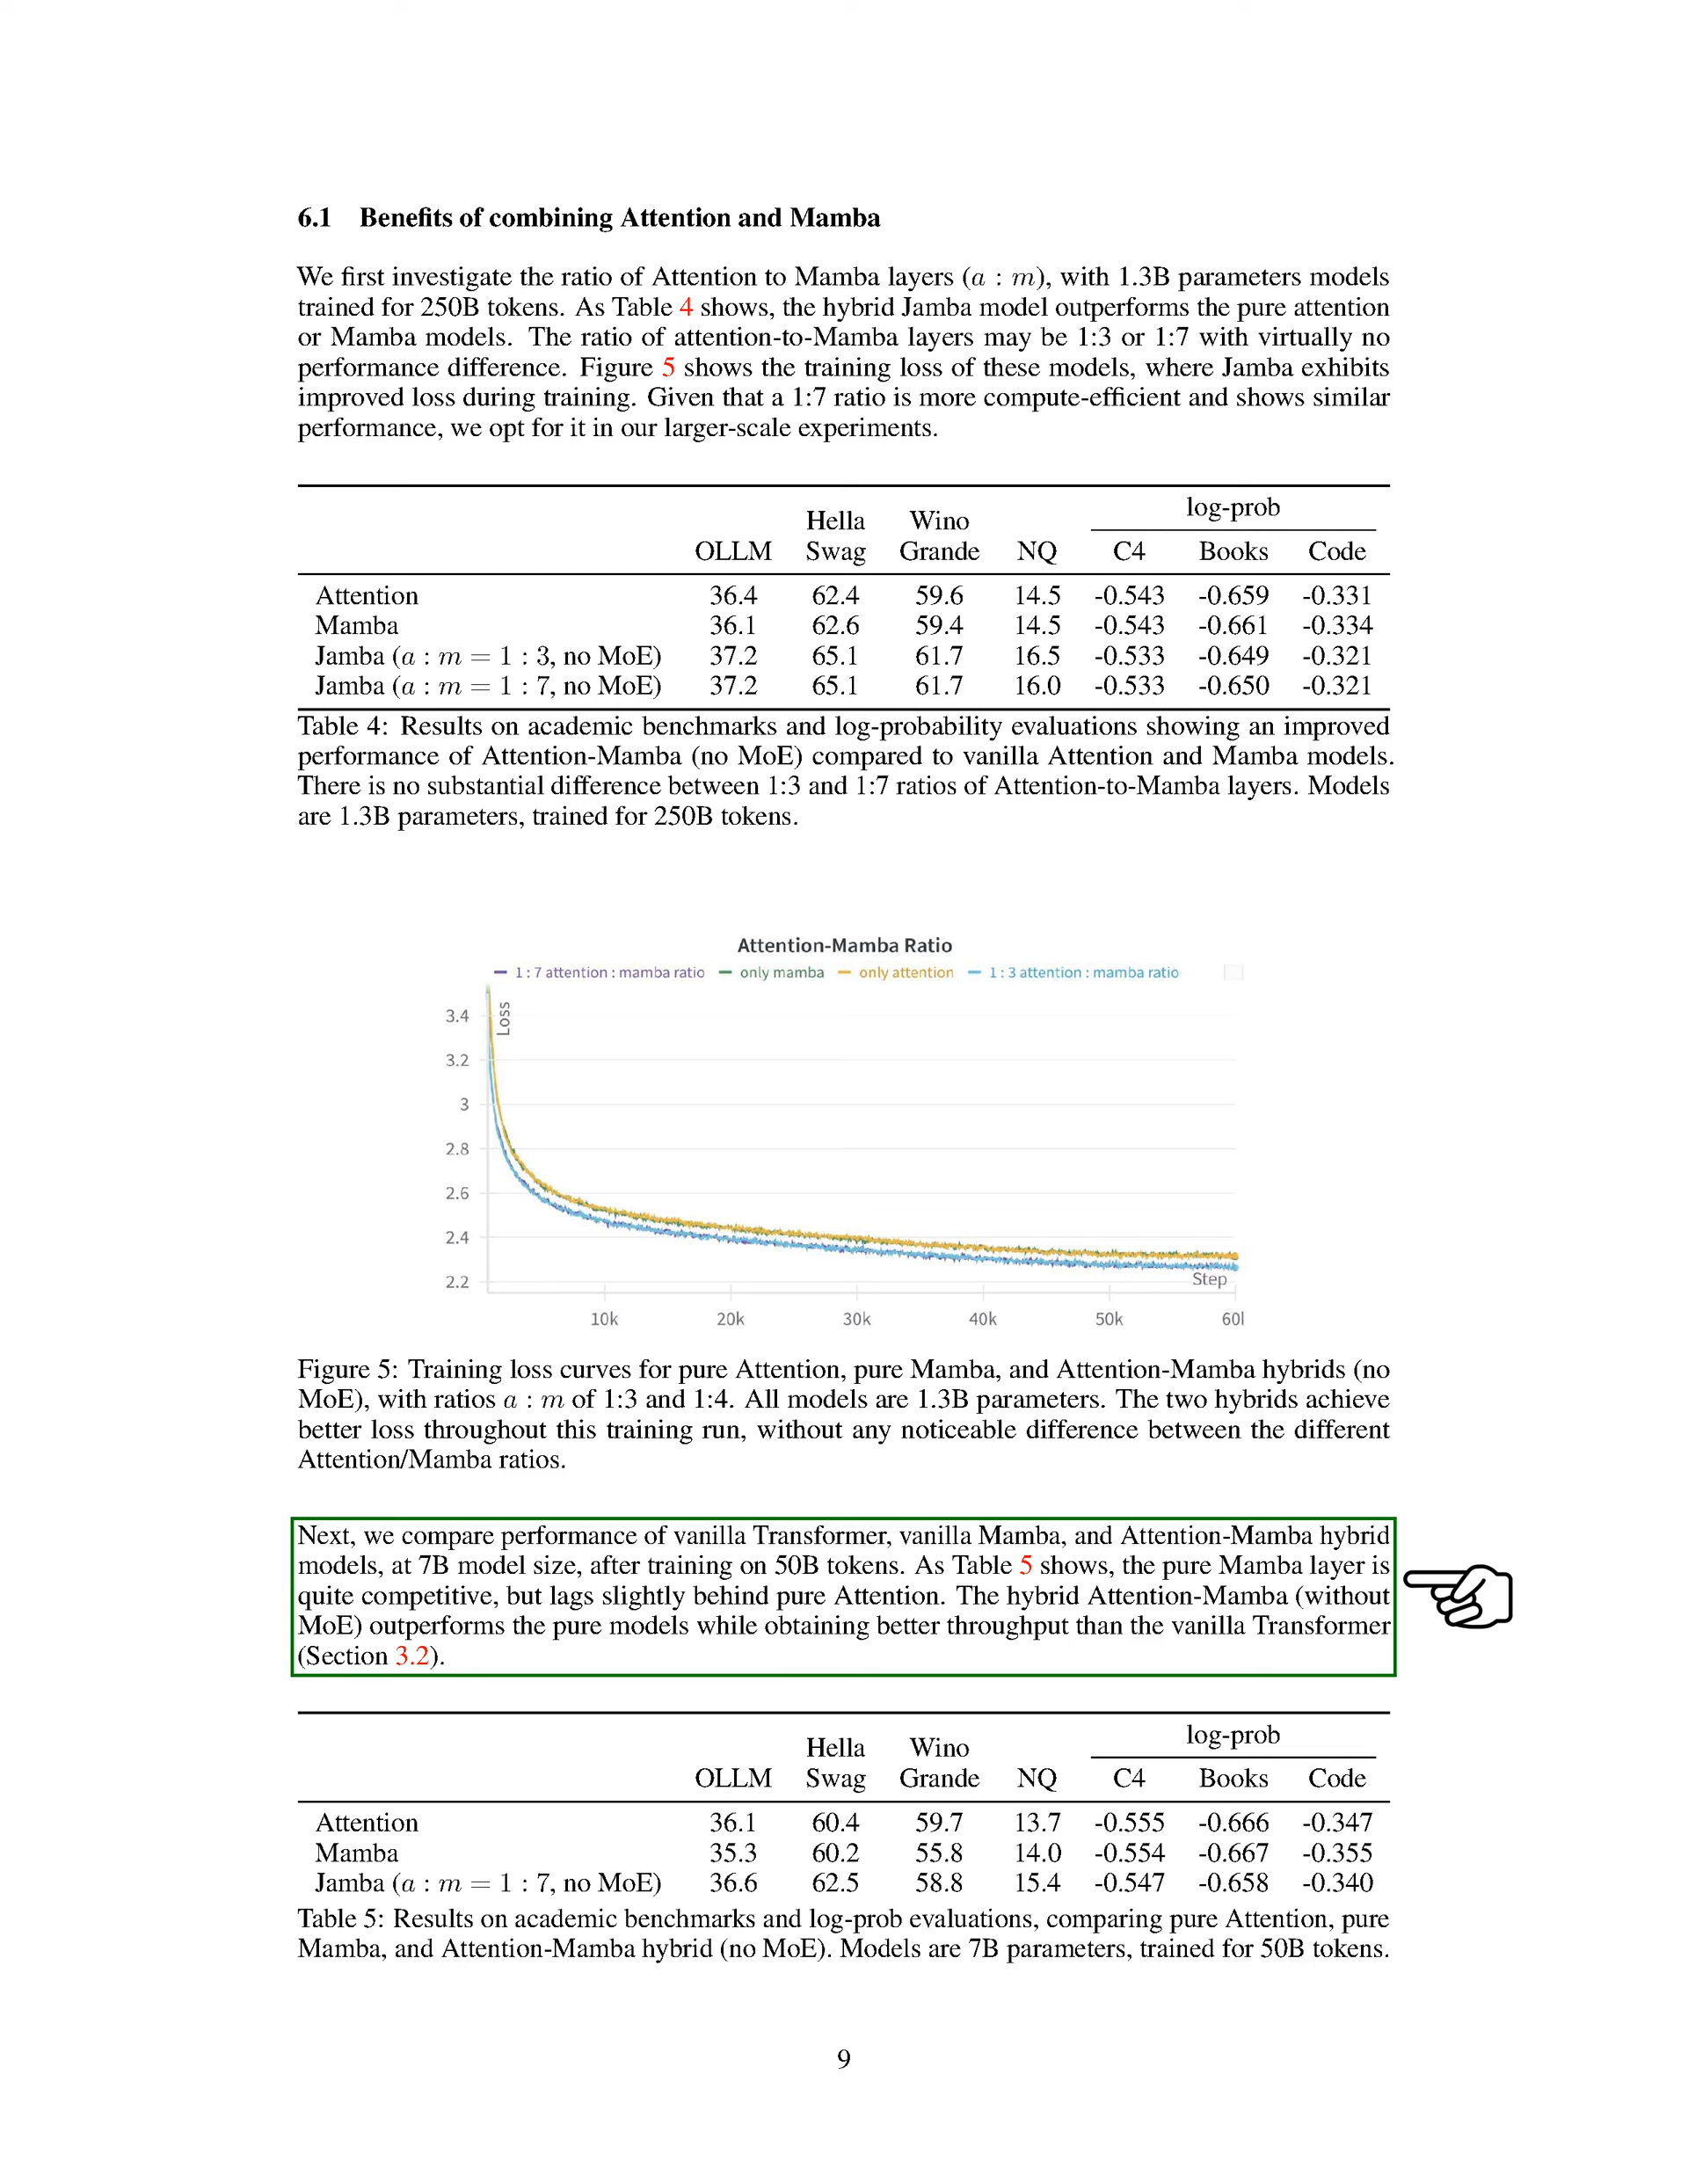 6.1 Benefits of combining Attention and Mamba
We first investigate the ratio of Attention to Mamba layers (a : m), with 1.3B parameters models
trained for 250B tokens. As Table 4 shows, the hybrid Jamba model outperforms the pure attention
or Mamba models. The ratio of attention-to-Mamba layers may be 1:3 or 1:7 with virtually no
performance difference. Figure 5 shows the training loss of these models, where Jamba exhibits
improved loss during training. Given that a 1:7 ratio is more compute-efficient and shows similar
performance, we opt for it in our larger-scale experiments.
log-prob
Hella Wino
OLLM Swag Grande NQ C4 Books Code
Attention 36.4 62.4 59.6 14.5 -0.543 -0.659 -0.331
Mamba 36.1 62.6 59.4 14.5 -0.543 -0.661 -0.334
Jamba (a : m = 1 : 3, no MoE) 37.2 65.1 61.7 16.5 -0.533 -0.649 -0.321
Jamba (a : m = 1 : 7, no MoE) 37.2 65.1 61.7 16.0 -0.533 -0.650 -0.321
Table 4: Results on academic benchmarks and log-probability evaluations showing an improved
performance of Attention-Mamba (no MoE) compared to vanilla Attention and Mamba models.
There is no substantial difference between 1:3 and 1:7 ratios of Attention-to-Mamba layers. Models
are 1.3B parameters, trained for 250B tokens.
Attention-Mamba Ratio
1 : 7 attention : mamba ratio only mamba only attention 1 : 3 attention : mamba ratio
Loss
3.4
3.2
3
2.8
2.6
2.4
2.2
Step
10k 20k 30k 40k 50k 60l
Figure 5: Training loss curves for pure Attention, pure Mamba, and Attention-Mamba hybrids (no
MoE), with ratios a : m of 1:3 and 1:4. All models are 1.3B parameters. The two hybrids achieve
better loss throughout this training run, without any noticeable difference between the different
Attention/Mamba ratios.
Next, we compare performance of vanilla Transformer, vanilla Mamba, and Attention-Mamba hybrid
models, at 7B model size, after training on 50B tokens. As Table 5 shows, the pure Mamba layer is
quite competitive, but lags slightly behind pure Attention. The hybrid Attention-Mamba (without
MoE) outperforms the pure models while obtaining better throughput than the vanilla Transformer
(Section 3.2).
log-prob
Hella Wino
OLLM Swag Grande NQ C4 Books Code
Attention 36.1 60.4 59.7 13.7 -0.555 -0.666 -0.347
Mamba 35.3 60.2 55.8 14.0 -0.554 -0.667 -0.355
Jamba (a : m = 1 : 7, no MoE) 36.6 62.5 58.8 15.4 -0.547 -0.658 -0.340
Table 5: Results on academic benchmarks and log-prob evaluations, comparing pure Attention, pure
Mamba, and Attention-Mamba hybrid (no MoE). Models are 7B parameters, trained for 50B tokens.
9